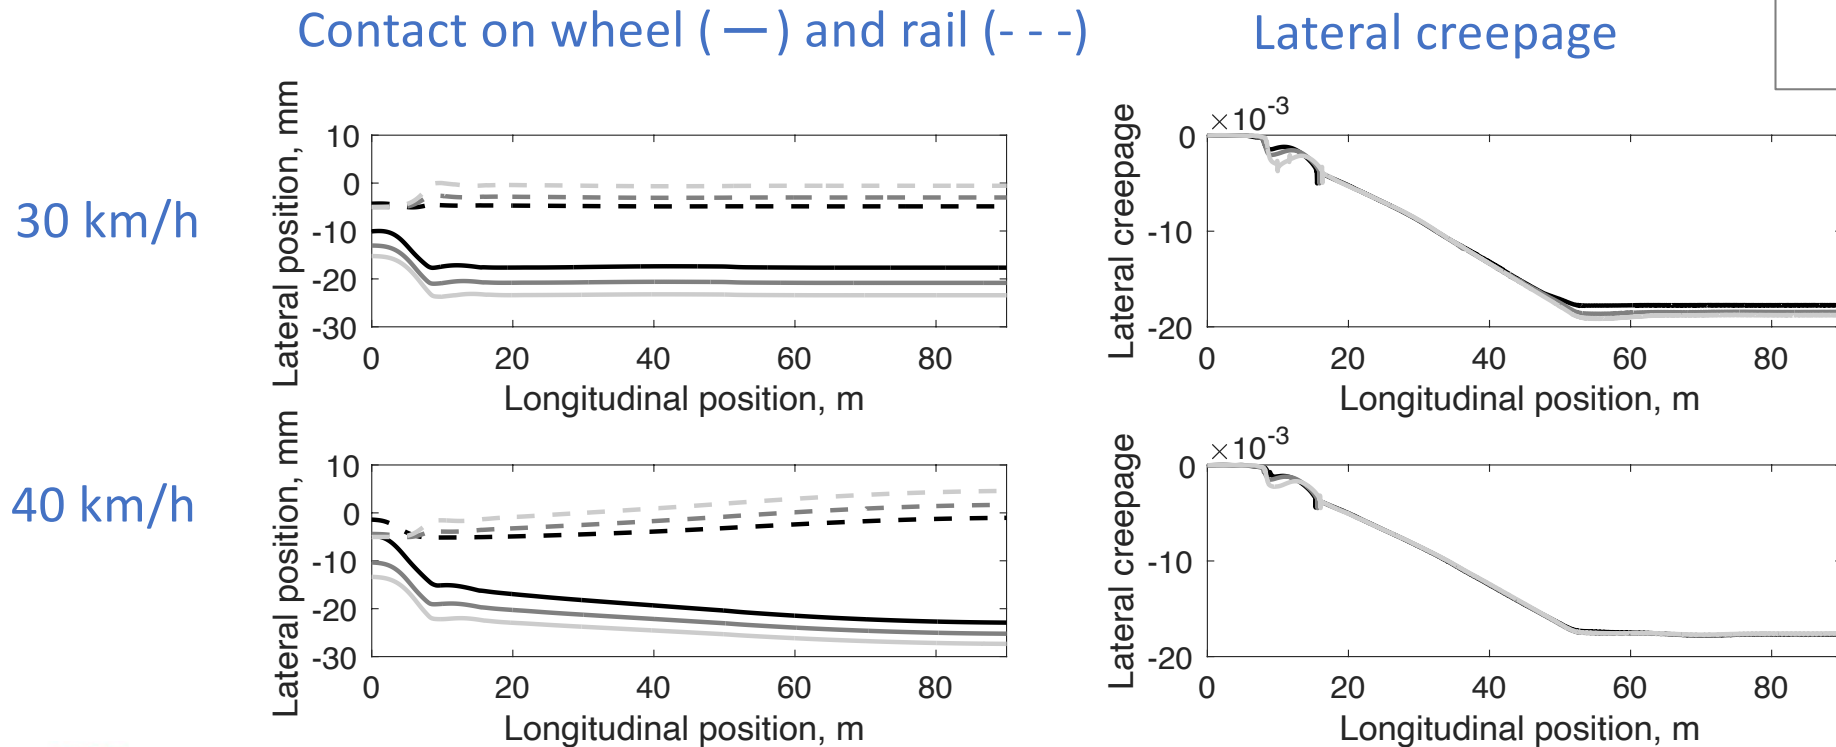 Contact on wheel ( — ) and rail (- - -)
Lateral creepage
30 km/h
Lateral position, mm
10
0
-10
-20
-30
0 20 40 60 80
Longitudinal position, m
Lateral creepage
×10-3
0
-10
-20
0 20 40 60 80
Longitudinal position, m
40 km/h
Lateral position, mm
10
0
-10
-20
-30
0 20 40 60 80
Longitudinal position, m
Lateral creepage
×10-3
0
-10
-20
0 20 40 60 80
Longitudinal position, m